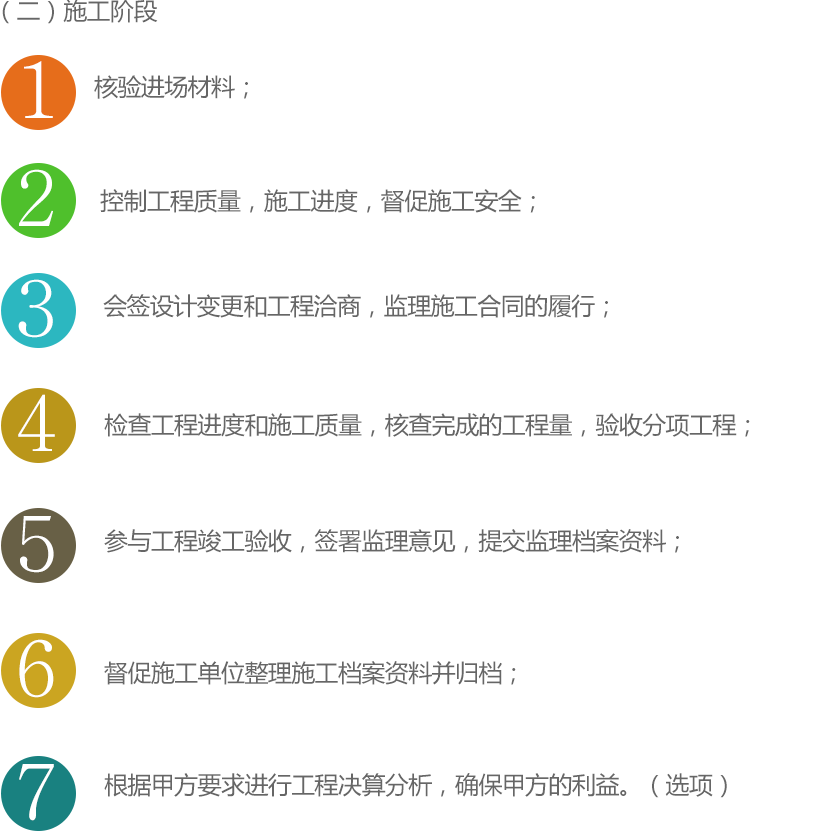 （二）施工阶段
1 核验进场材料；
2 控制工程质量，施工进度，督促施工安全；
3 会签设计变更和工程洽商，监理施工合同的履行；
4 检查工程进度和施工质量，核查完成的工程量，验收分项工程；
5 参与工程竣工验收，签署监理意见，提交监理档案资料；
6 督促施工单位整理施工档案资料并归档；
7 根据甲方要求进行工程决算分析，确保甲方的利益。（选项）